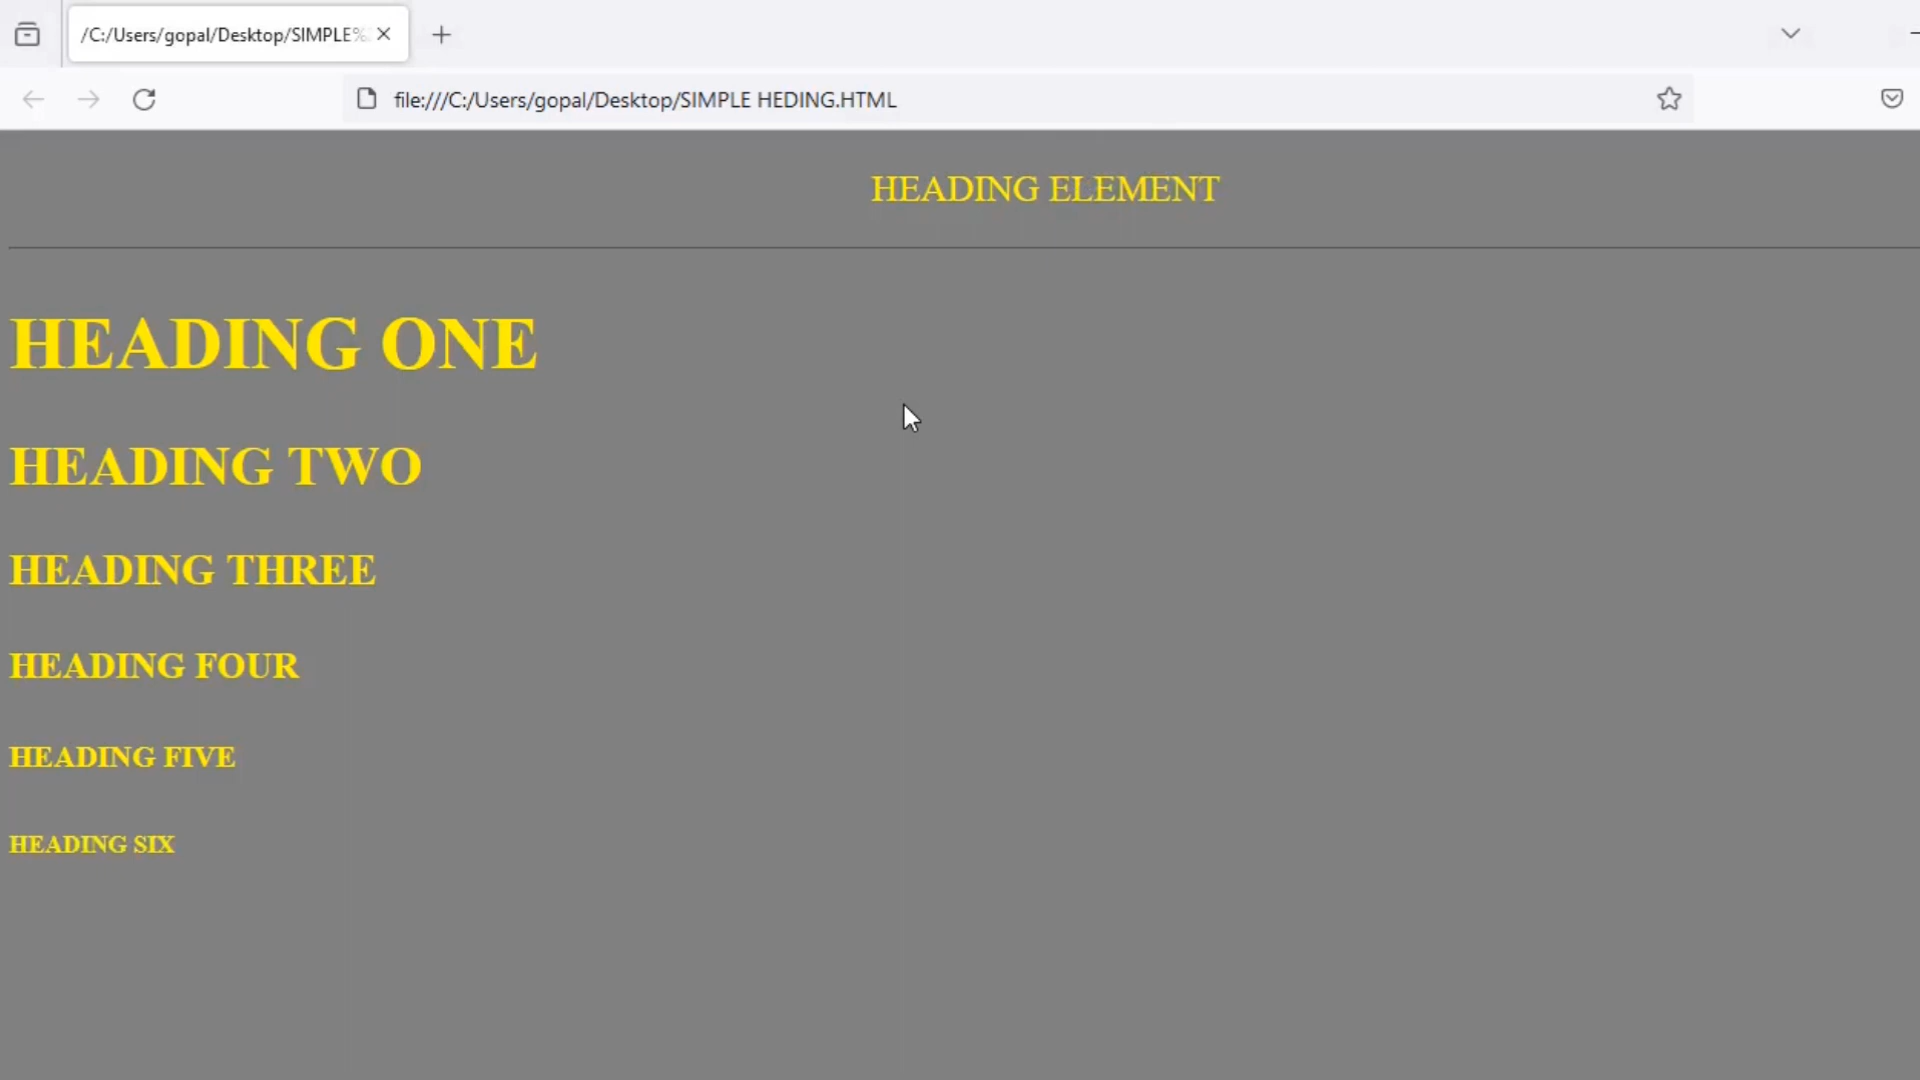 /C:/Users/gopal/Desktop/SIMPLE%
file:///C:/Users/gopal/Desktop/SIMPLE HEDING.HTML
HEADING ELEMENT
HEADING ONE
HEADING TWO
HEADING THREE
HEADING FOUR
HEADING FIVE
HEADING SIX